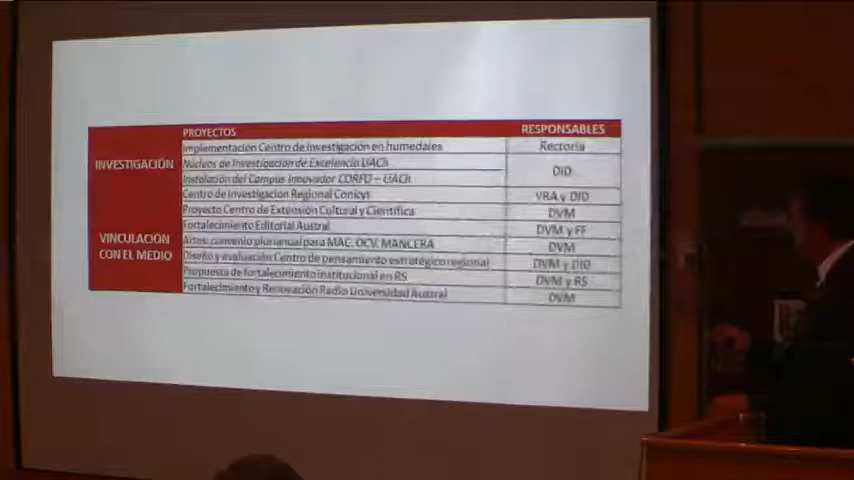 PROYECTOS RESPONSABLES
INVESTIGACIÓN
Implementación Centro de investigación en humedales Rectoría
Núcleos de Investigación de Excelencia UACh DID
Instalación del Campus Innovador CORFO – UACh
Centro de Investigación Regional Conicyt VRA y DID
VINCULACIÓN
CON EL MEDIO
Proyecto Centro de Extensión Cultural y Científica DVM
Fortalecimiento Editorial Austral DVM y FF
Artes: convenio plurianual para MAC, OCV, MANCERA DVM
Diseño y evaluación Centro de pensamiento estratégico regional DVM y DID
Propuesta de fortalecimiento institucional en RS DVM y RS
Fortalecimiento y Renovación Radio Universidad Austral DVM